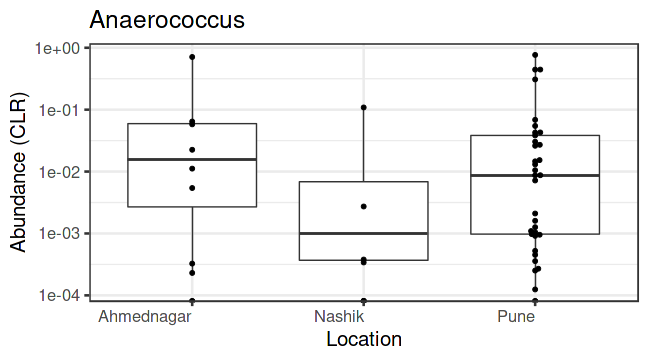 Anaerococcus
Abundance (CLR)
1e+00
1e-01
1e-02
1e-03
1e-04
Ahmednagar
Nashik
Pune
Location